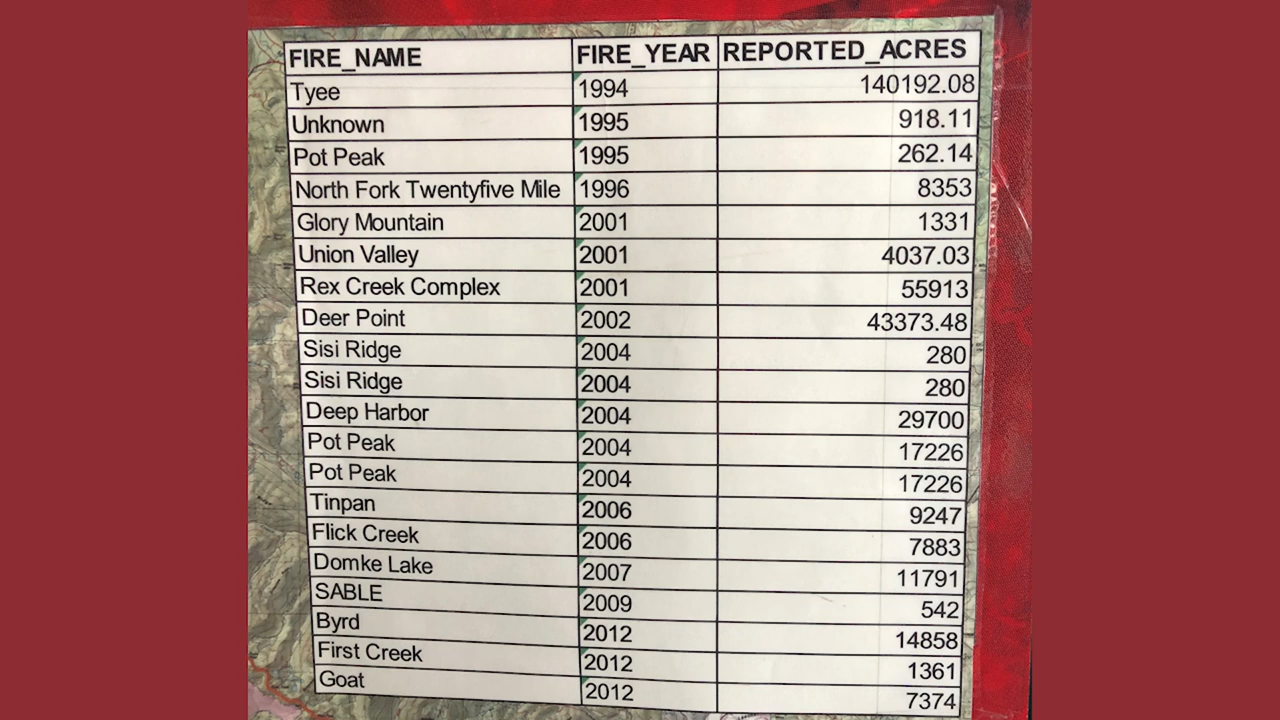 FIRE_NAME FIRE_YEAR REPORTED_ACRES
Tyee 1994 140192.08
Unknown 1995 918.11
Pot Peak 1995 262.14
North Fork Twentyfive Mile 1996 8353
Glory Mountain 2001 1331
Union Valley 2001 4037.03
Rex Creek Complex 2001 55913
Deer Point 2002 43373.48
Sisi Ridge 2004 280
Sisi Ridge 2004 280
Deep Harbor 2004 29700
Pot Peak 2004 17226
Pot Peak 2004 17226
Tinpan 2006 9247
Flick Creek 2006 7883
Domke Lake 2007 11791
SABLE 2009 542
Byrd 2012 14858
First Creek 2012 1361
Goat 2012 7374